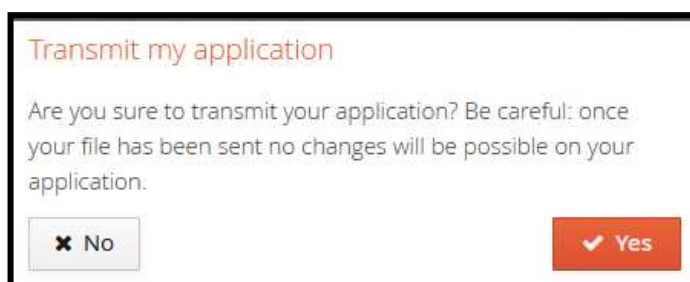 Transmit my application
Are you sure to transmit your application? Be careful: once
your file has been sent no changes will be possible on your
application.
✖ No
✔ Yes